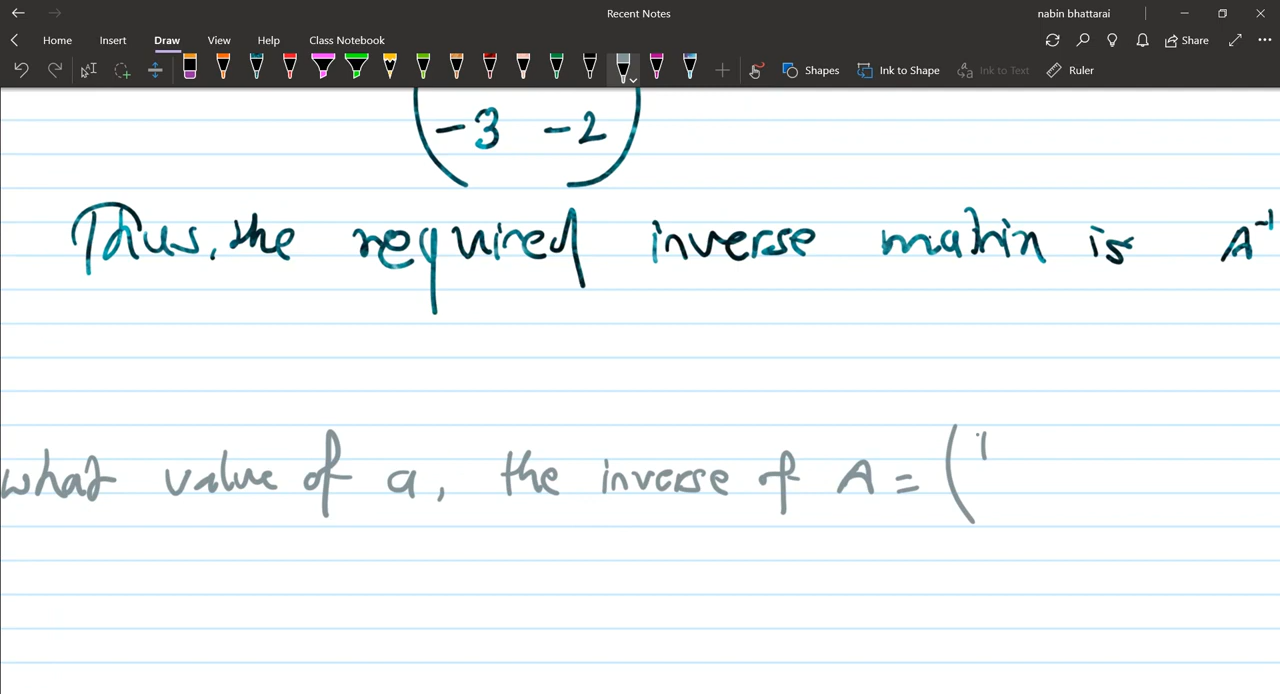 Recent Notes
nabin bhattarai
Home Insert Draw View Help Class Notebook
Share
Shapes Ink to Shape Ink to Text Ruler
-3 -2
Thus, the required inverse matrix is A⁻¹
what value of a, the inverse of A = (